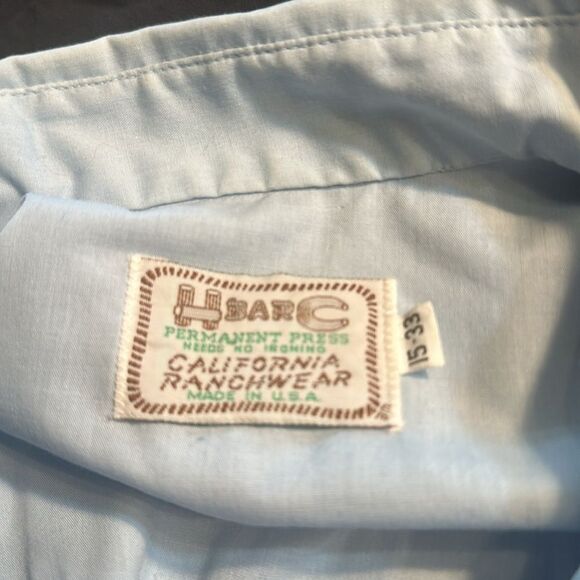 H BAR C
PERMANENT PRESS
NEEDS NO IRONING
CALIFORNIA
RANCHWEAR
MADE IN U.S.A.
15-33